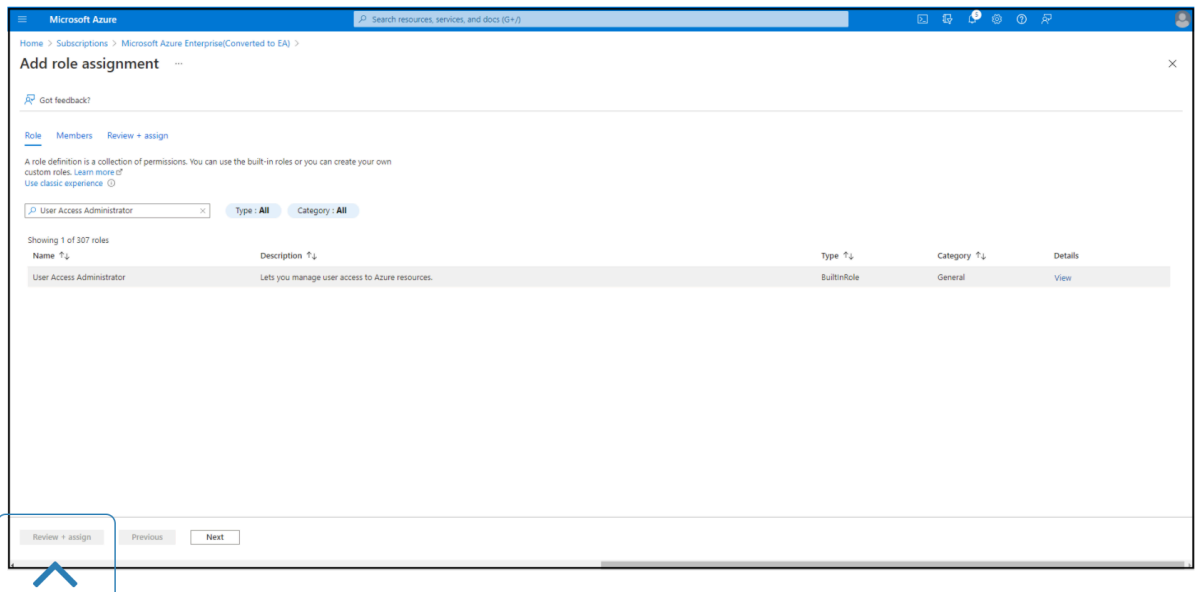 Microsoft Azure
Search resources, services, and docs (G+/)
3
Home > Subscriptions > Microsoft Azure Enterprise(Converted to EA) >
Add role assignment ...
Got feedback?
Role Members Review + assign
A role definition is a collection of permissions. You can use the built-in roles or you can create your own
custom roles. Learn more
Use classic experience
User Access Administrator
Type : All Category : All
Showing 1 of 307 roles
Name Description Type Category Details
User Access Administrator Lets you manage user access to Azure resources. BuiltInRole General View
Review + assign Previous Next